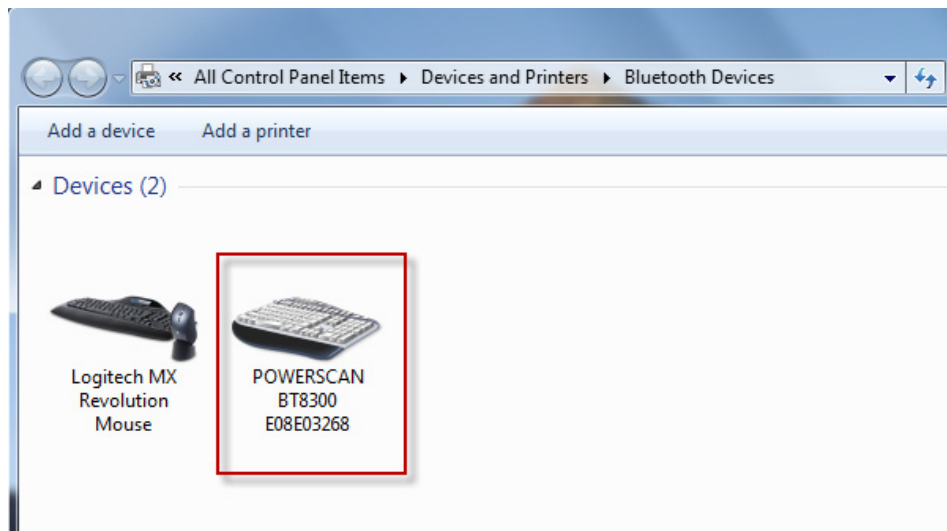 « All Control Panel Items ▸ Devices and Printers ▸ Bluetooth Devices
Add a device Add a printer
Devices (2)
Logitech MX
Revolution
Mouse
POWERSCAN
BT8300
E08E03268